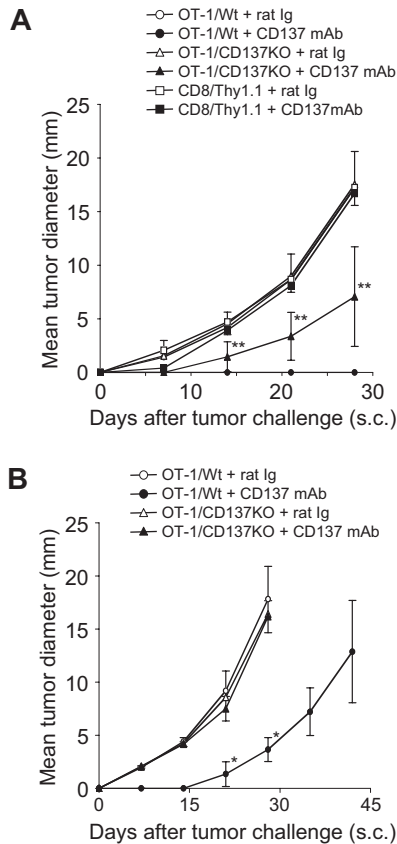 A
OT-1/Wt + rat Ig
OT-1/Wt + CD137 mAb
OT-1/CD137KO + rat Ig
OT-1/CD137KO + CD137 mAb
CD8/Thy1.1 + rat Ig
CD8/Thy1.1 + CD137mAb
Mean tumor diameter (mm)
25
20
15
10
5
0
**
**
**
0
10
20
30
Days after tumor challenge (s.c.)
B
OT-1/Wt + rat Ig
OT-1/Wt + CD137 mAb
OT-1/CD137KO + rat Ig
OT-1/CD137KO + CD137 mAb
Mean tumor diameter (mm)
25
20
15
10
5
0
*
*
0
15
30
45
Days after tumor challenge (s.c.)